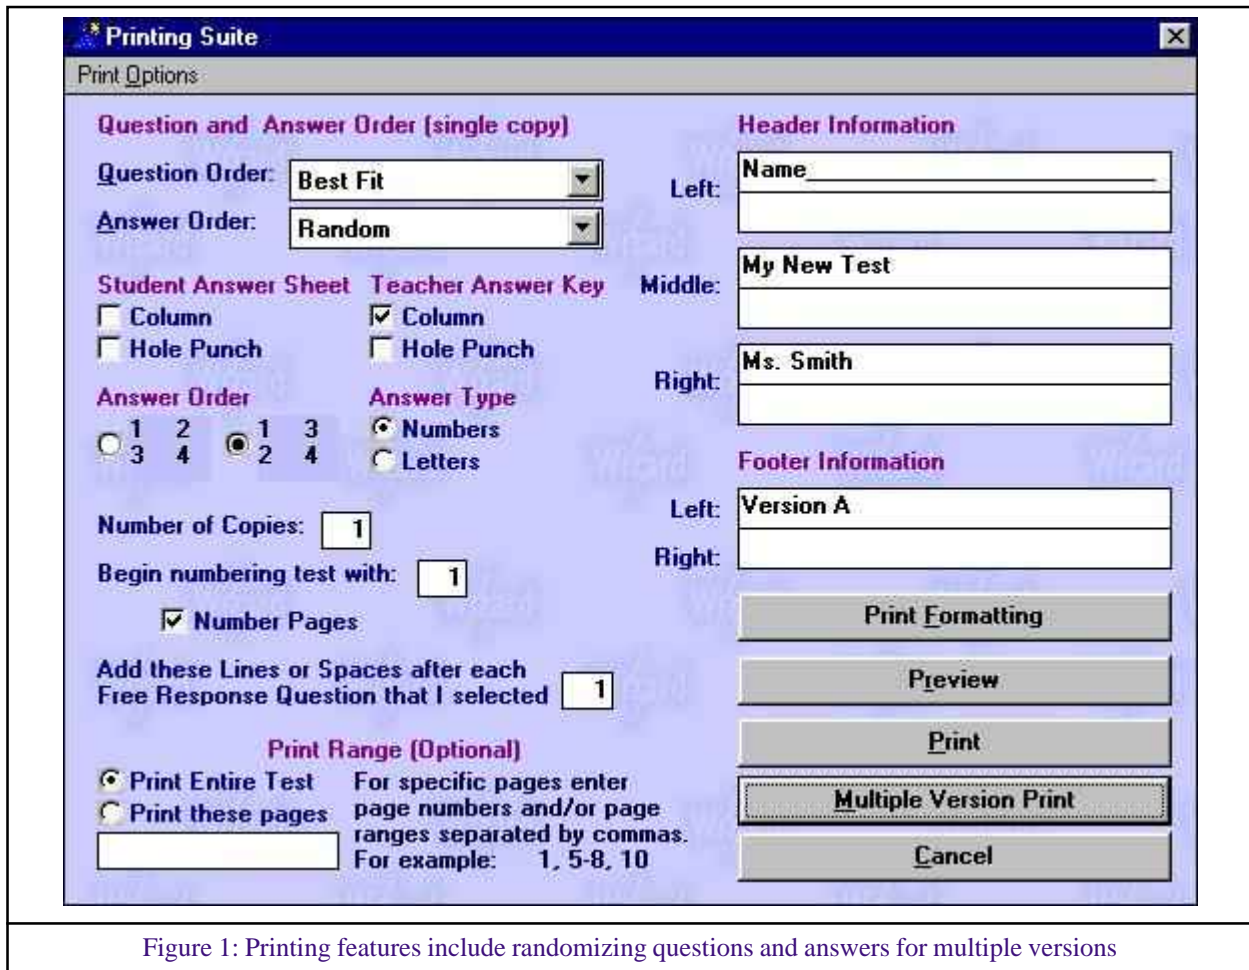 Printing Suite
Print Options
Question and Answer Order (single copy)
Question Order: Best Fit
Answer Order: Random
Student Answer Sheet Teacher Answer Key
Column Column
Hole Punch Hole Punch
Answer Order Answer Type
1 2 1 3 Numbers
3 4 2 4 Letters
Number of Copies: 1
Begin numbering test with: 1
Number Pages
Add these Lines or Spaces after each
Free Response Question that I selected 1
Print Range (Optional)
Print Entire Test
Print these pages
For specific pages enter
page numbers and/or page
ranges separated by commas.
For example: 1, 5-8, 10
Header Information
Left: Name______________________________
Middle: My New Test
Right: Ms. Smith
Footer Information
Left: Version A
Right:
Print Formatting
Preview
Print
Multiple Version Print
Cancel
Figure 1: Printing features include randomizing questions and answers for multiple versions